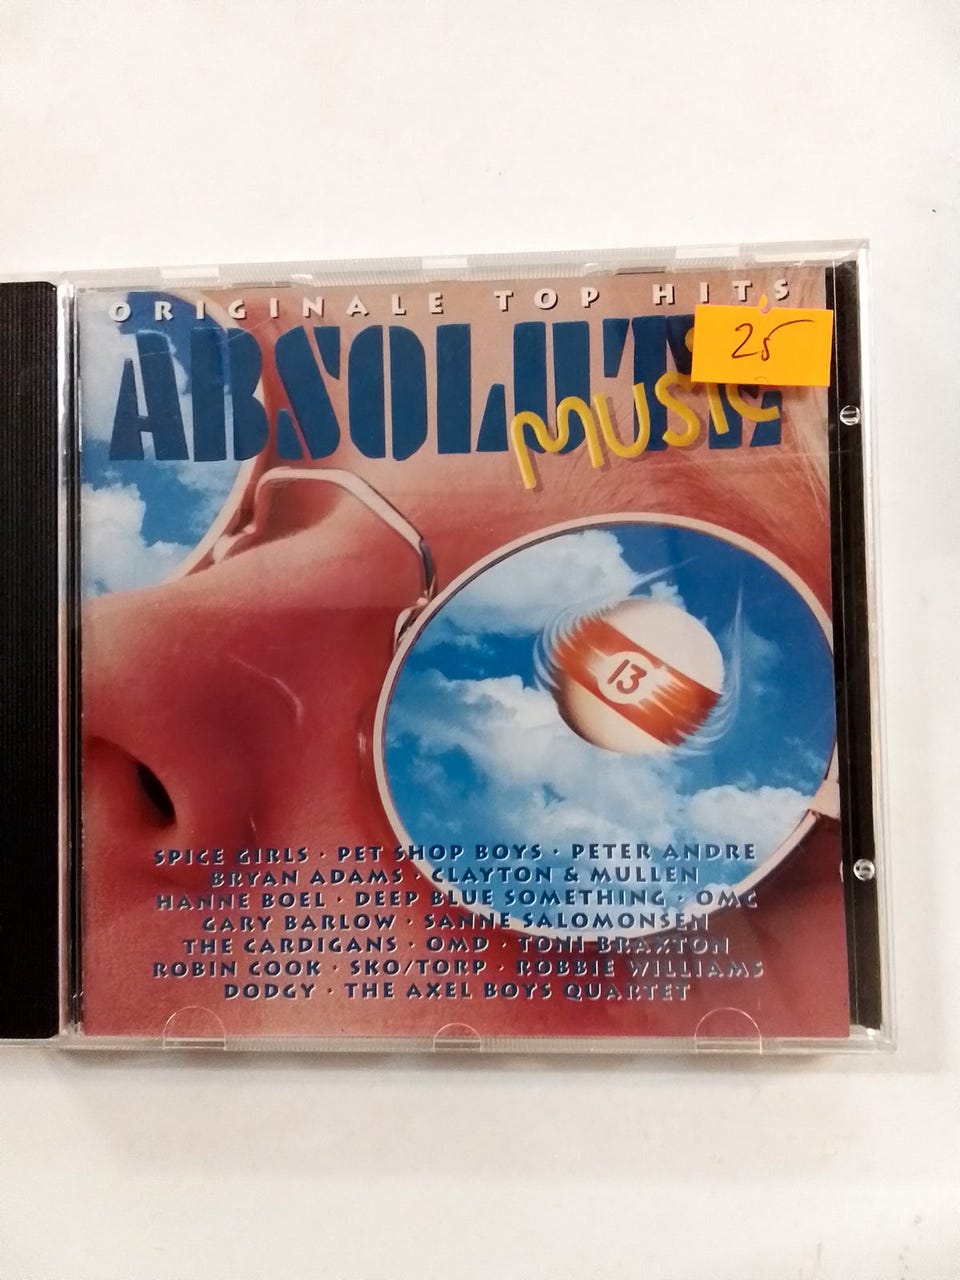 ORIGINALE TOP HITS
ABSOLUTE
MUSIC
25
13
SPICE GIRLS · PET SHOP BOYS · PETER ANDRE
BRYAN ADAMS · CLAYTON & MULLEN
HANNE BOEL · DEEP BLUE SOMETHING · OMC
GARY BARLOW · SANNE SALOMONSEN
THE CARDIGANS · OMD · TONI BRAXTON
ROBIN COOK · SKO/TORP · ROBBIE WILLIAMS
DODGY · THE AXEL BOYS QUARTET